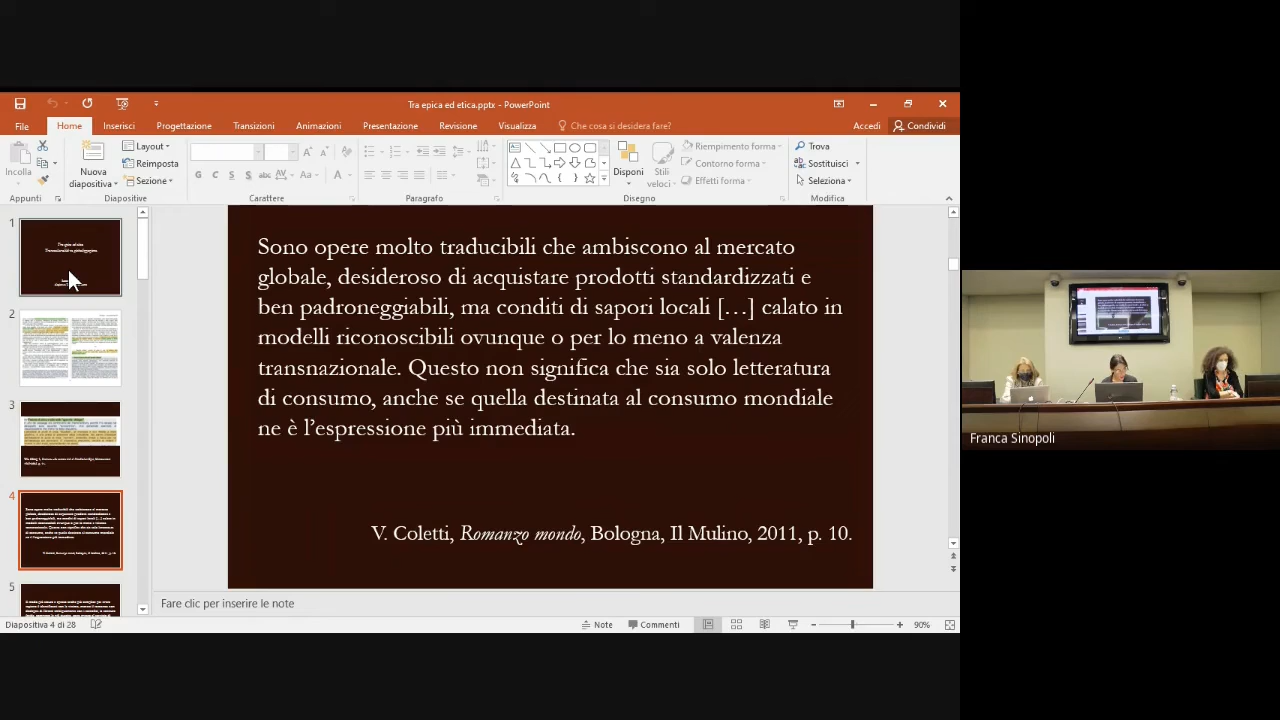 Tra epica ed etica.pptx - PowerPoint
File Home Inserisci Progettazione Transizioni Animazioni Presentazione Revisione Visualizza Che cosa si desidera fare? Accedi Condividi
Incolla
Nuova
diapositiva
Layout
Reimposta
Sezione
Disponi
Stili
veloci
Riempimento forma
Contorno forma
Effetti forma
Trova
Sostituisci
Seleziona
Appunti Diapositive Carattere Paragrafo Disegno Modifica
1
2
3
4
5
Sono opere molto traducibili che ambiscono al mercato
globale, desideroso di acquistare prodotti standardizzati e
ben padroneggiabili, ma conditi di sapori locali […] calato in
modelli riconoscibili ovunque o per lo meno a valenza
transnazionale. Questo non significa che sia solo letteratura
di consumo, anche se quella destinata al consumo mondiale
ne è l’espressione più immediata.
V. Coletti, Romanzo mondo, Bologna, Il Mulino, 2011, p. 10.
Fare clic per inserire le note
Diapositiva 4 di 28 Note Commenti 90%
Franca Sinopoli